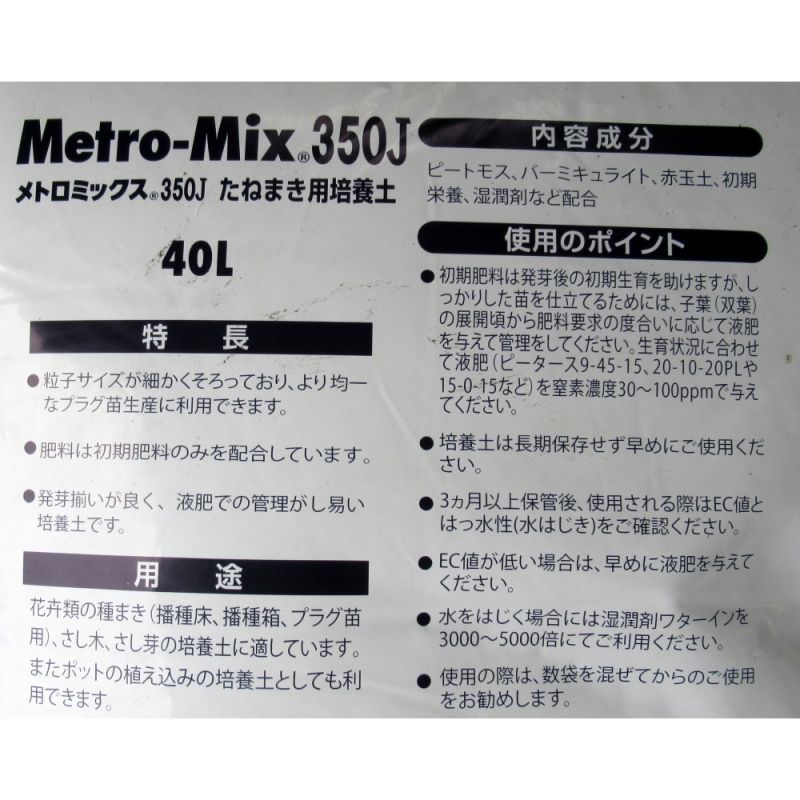 Metro-Mix®350J
メトロミックス®350J たねまき用培養土
40L
特 長
●粒子サイズが細かくそろっており、より均一
なプラグ苗生産に利用できます。
●肥料は初期肥料のみを配合しています。
●発芽揃いが良く、液肥での管理がし易い
培養土です。
用 途
花卉類の種まき(播種床、播種箱、プラグ苗
用)、さし木、さし芽の培養土に適しています。
またポットの植え込みの培養土としても利
用できます。
内容成分
ピートモス、バーミキュライト、赤玉土、初期
栄養、湿潤剤など配合
使用のポイント
●初期肥料は発芽後の初期生育を助けますが、し
っかりした苗を仕立てるためには、子葉(双葉)
の展開頃から肥料要求の度合いに応じて液肥
を与えて管理をしてください。生育状況に合わせ
て液肥(ピータース9-45-15、20-10-20PLや
15-0-15など)を窒素濃度30〜100ppmで与え
てください。
●培養土は長期保存せず早めにご使用くだ
さい。
●3ヵ月以上保管後、使用される際はEC値と
はっ水性(水はじき)をご確認ください。
●EC値が低い場合は、早めに液肥を与えて
ください。
●水をはじく場合には湿潤剤ワターインを
3000〜5000倍にてご利用ください。
●使用の際は、数袋を混ぜてからのご使用
をお勧めします。